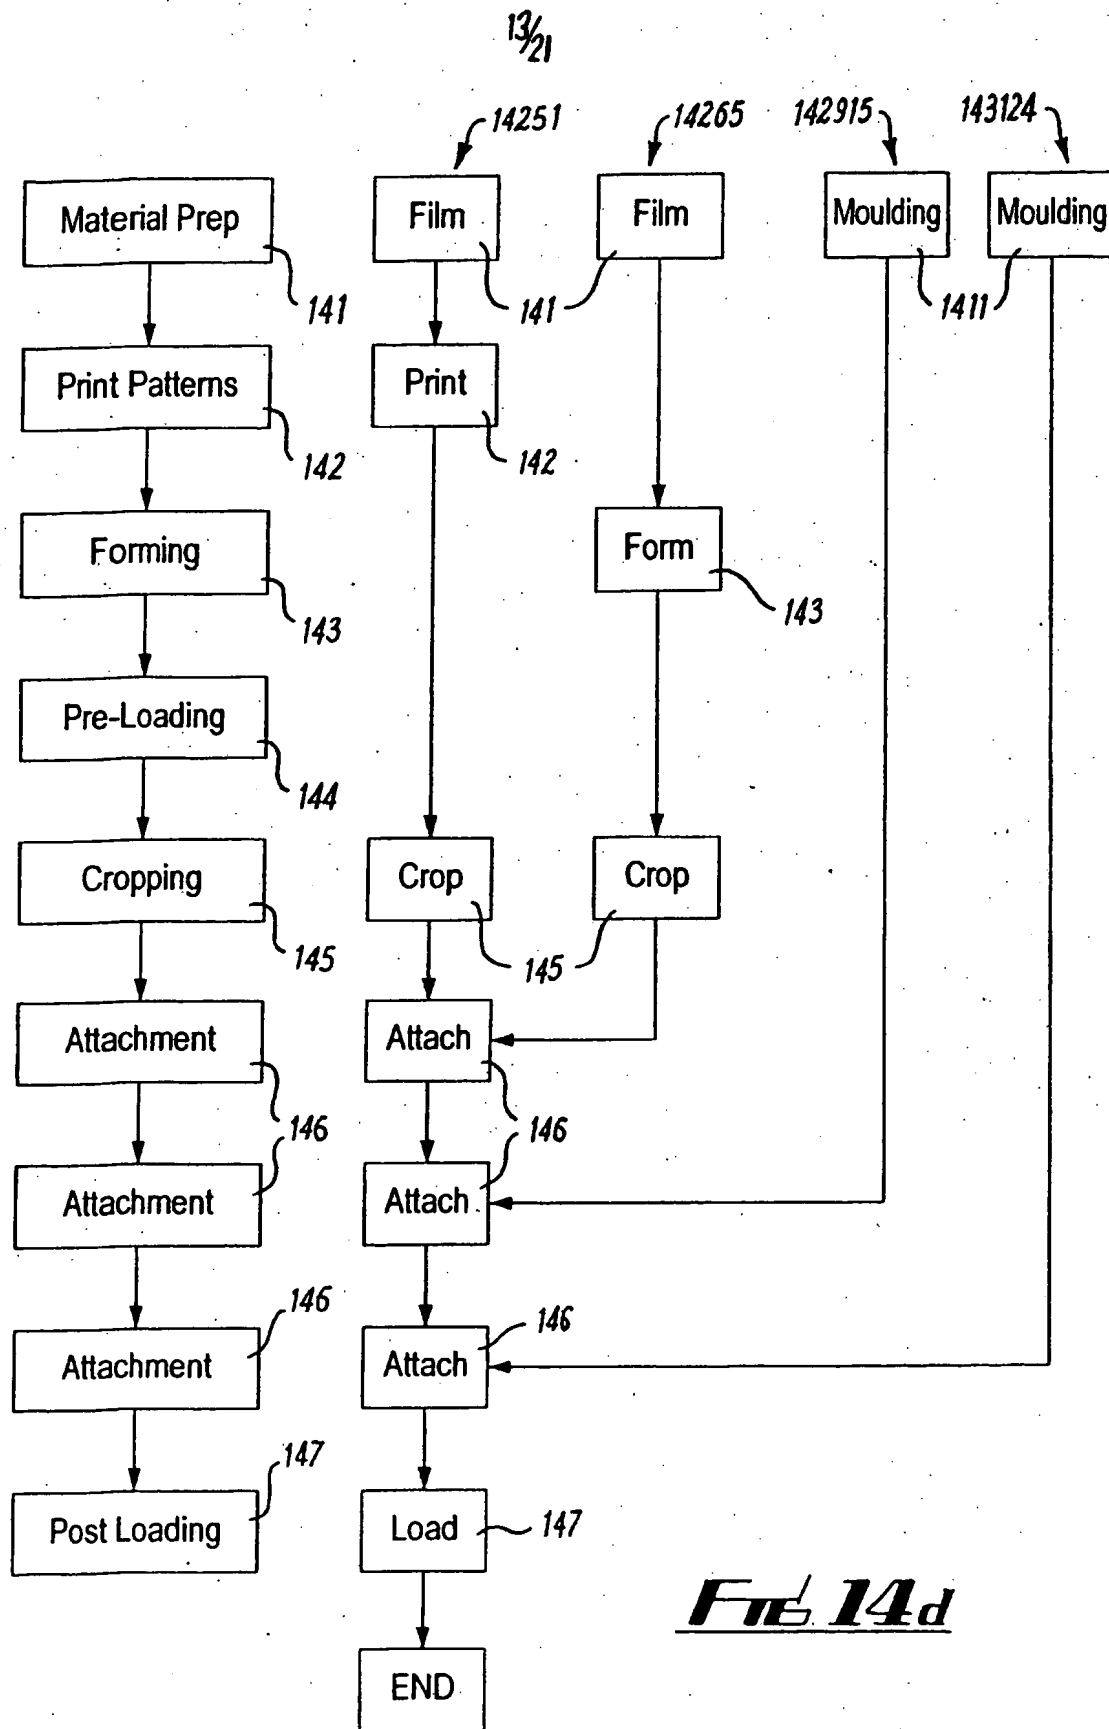 13/21
14251
14265
142915
143124
Material Prep
Film
Film
Moulding
Moulding
141
141
1411
Print Patterns
Print
142
142
Forming
Form
143
143
Pre-Loading
144
Cropping
Crop
Crop
145
145
Attachment
Attach
146
146
Attachment
Attach
146
146
Attachment
Attach
147
Post Loading
Load
147
END
Fig 14d